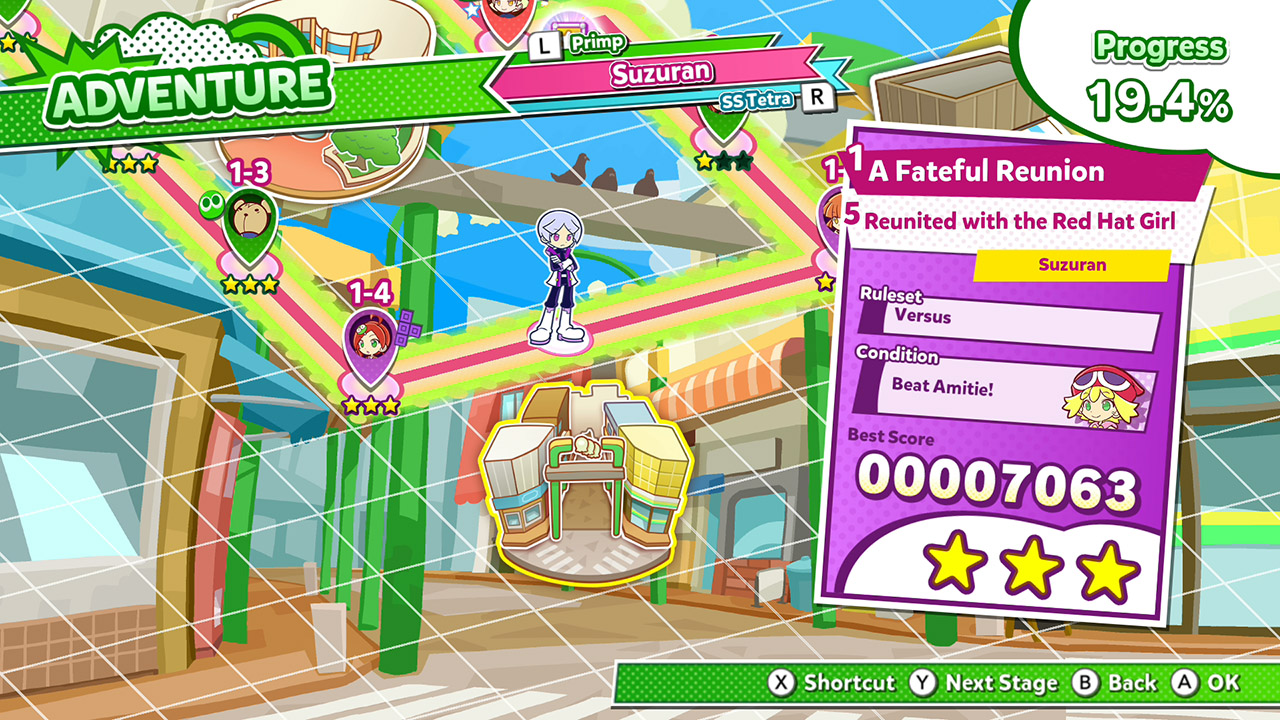 ADVENTURE
L Primp
Suzuran
SS Tetra R
Progress
19.4%
1-3
1-4
1-
1 A Fateful Reunion
5 Reunited with the Red Hat Girl
Suzuran
Ruleset
Versus
Condition
Beat Amitie!
Best Score
00007063
X Shortcut Y Next Stage B Back A OK